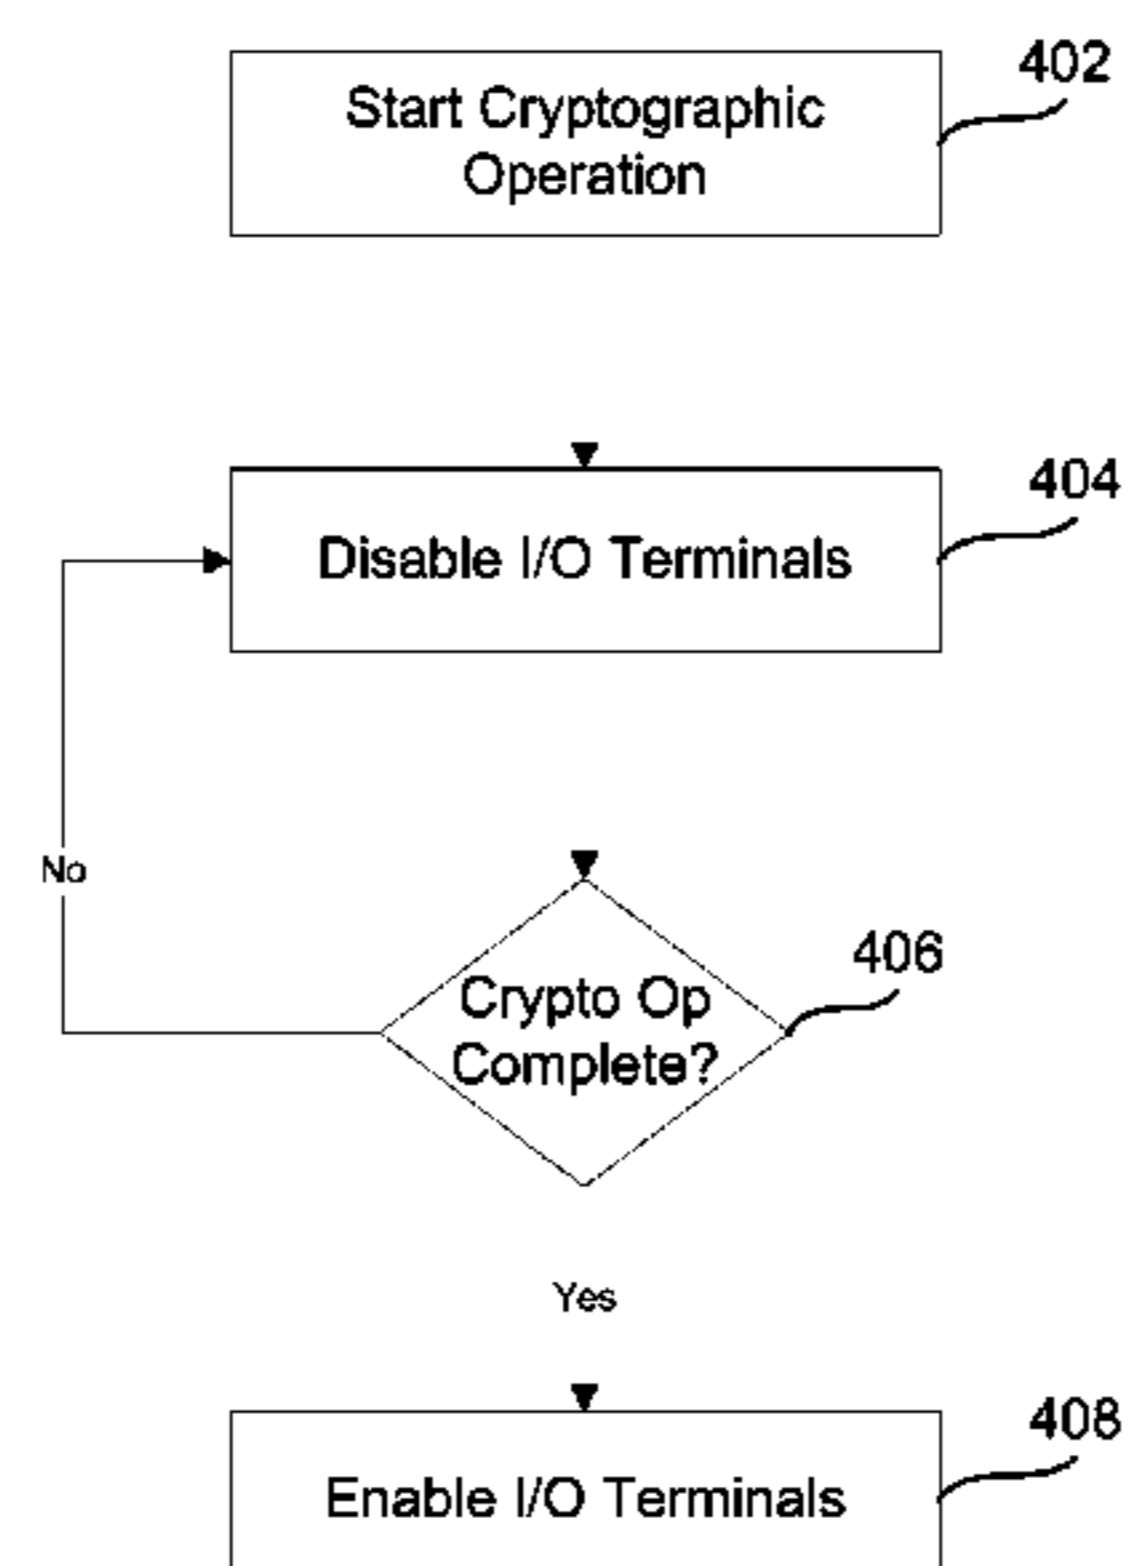 402
Start Cryptographic
Operation
404
Disable I/O Terminals
No
406
Crypto Op
Complete?
Yes
408
Enable I/O Terminals